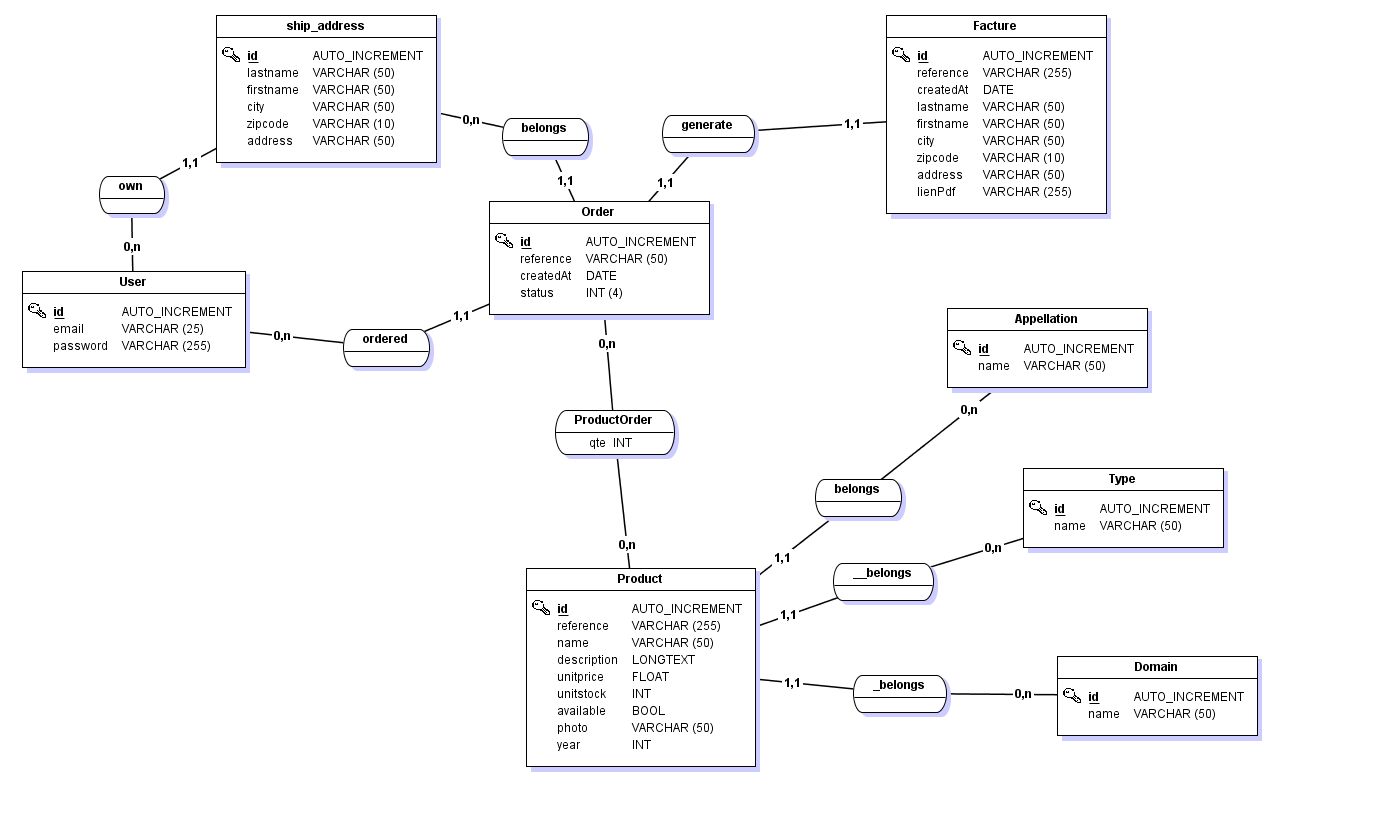 ship_address
id AUTO_INCREMENT
lastname VARCHAR (50)
firstname VARCHAR (50)
city VARCHAR (50)
zipcode VARCHAR (10)
address VARCHAR (50)
Facture
id AUTO_INCREMENT
reference VARCHAR (255)
createdAt DATE
lastname VARCHAR (50)
firstname VARCHAR (50)
city VARCHAR (50)
zipcode VARCHAR (10)
address VARCHAR (50)
lienPdf VARCHAR (255)
0,n
belongs
1,1
generate
1,1
1,1
1,1
own
0,n
Order
id AUTO_INCREMENT
reference VARCHAR (50)
createdAt DATE
status INT (4)
User
id AUTO_INCREMENT
email VARCHAR (25)
password VARCHAR (255)
0,n
ordered
1,1
0,n
ProductOrder
qte INT
0,n
Appellation
id AUTO_INCREMENT
name VARCHAR (50)
0,n
belongs
1,1
Type
id AUTO_INCREMENT
name VARCHAR (50)
0,n
__belongs
1,1
Product
id AUTO_INCREMENT
reference VARCHAR (255)
name VARCHAR (50)
description LONGTEXT
unitprice FLOAT
unitstock INT
available BOOL
photo VARCHAR (50)
year INT
1,1
_belongs
0,n
Domain
id AUTO_INCREMENT
name VARCHAR (50)